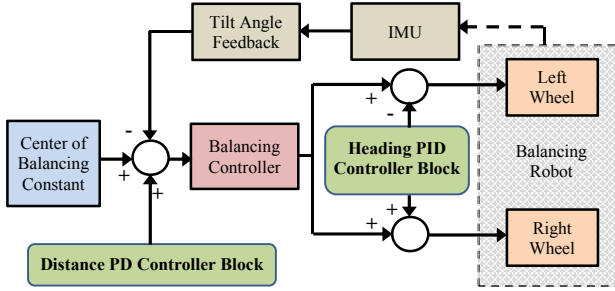 Tilt Angle
Feedback
IMU
Left
Wheel
+
-
-
Center of
Balancing
Constant
+
+
Balancing
Controller
Heading PID
Controller Block
Balancing
Robot
+
+
Right
Wheel
Distance PD Controller Block